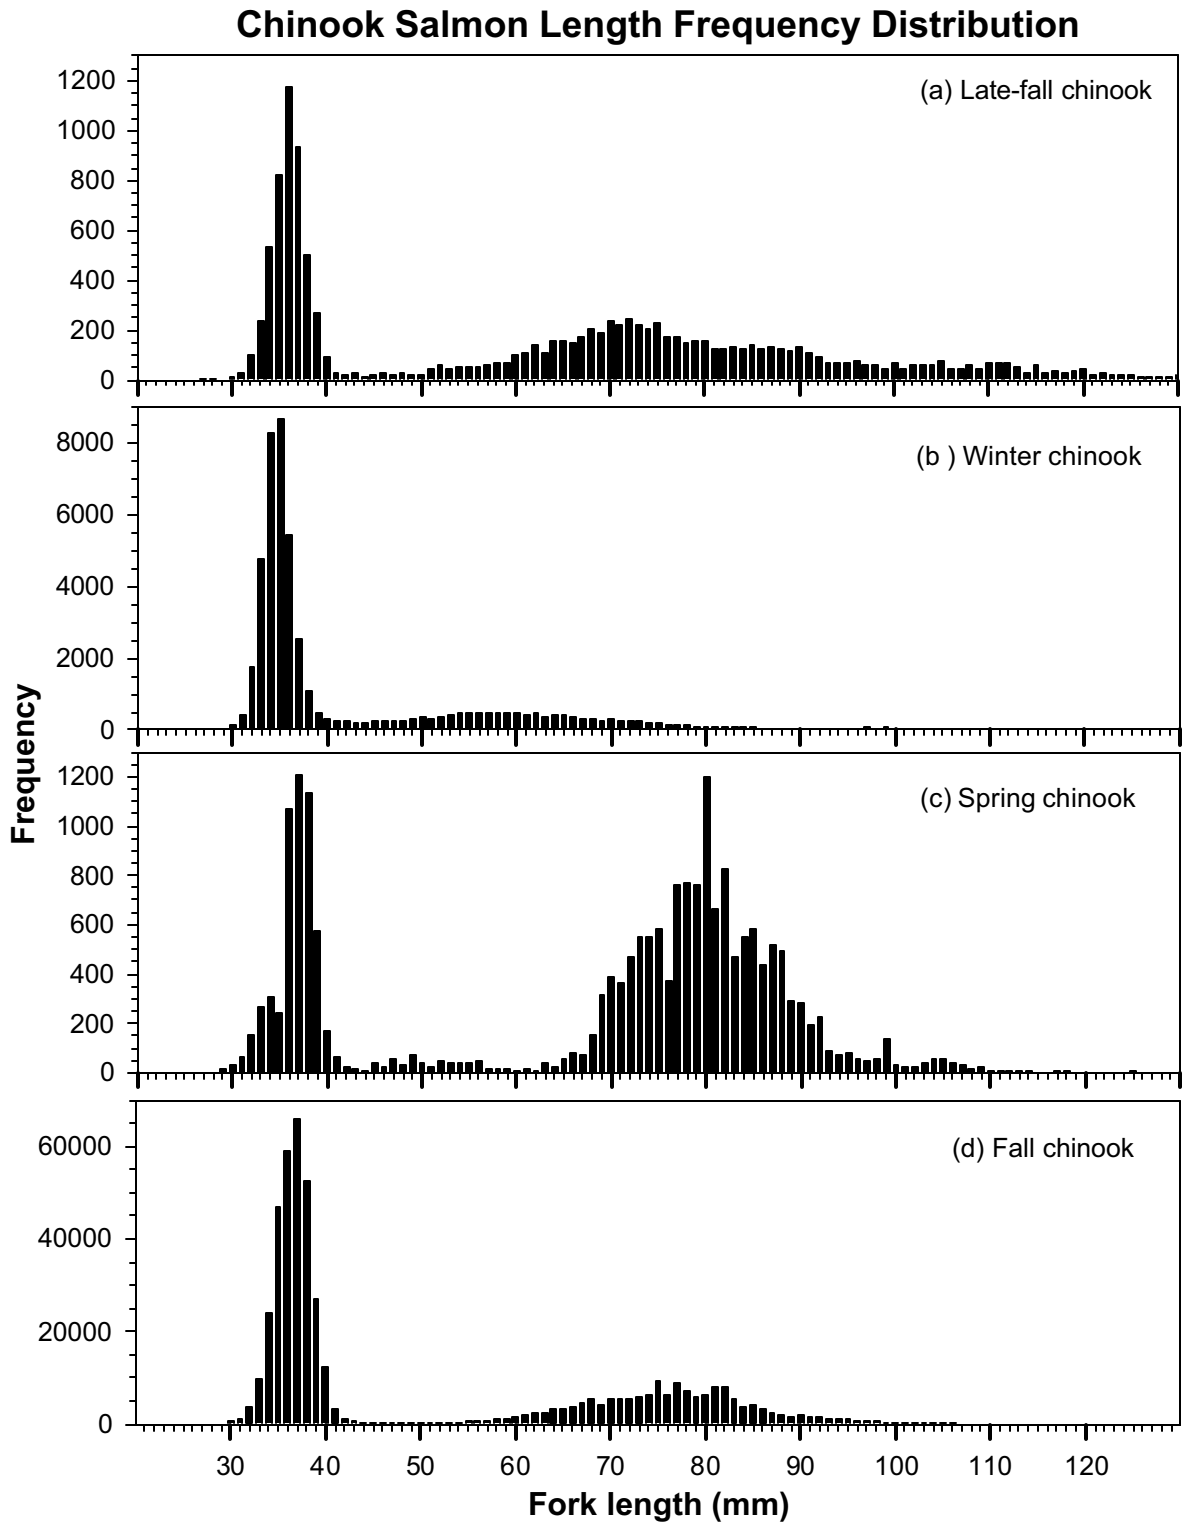 Chinook Salmon Length Frequency Distribution
(a) Late-fall chinook
1200
1000
800
600
400
200
0
(b ) Winter chinook
8000
6000
4000
2000
0
Frequency
(c) Spring chinook
1200
1000
800
600
400
200
0
(d) Fall chinook
60000
40000
20000
0
30 40 50 60 70 80 90 100 110 120
Fork length (mm)